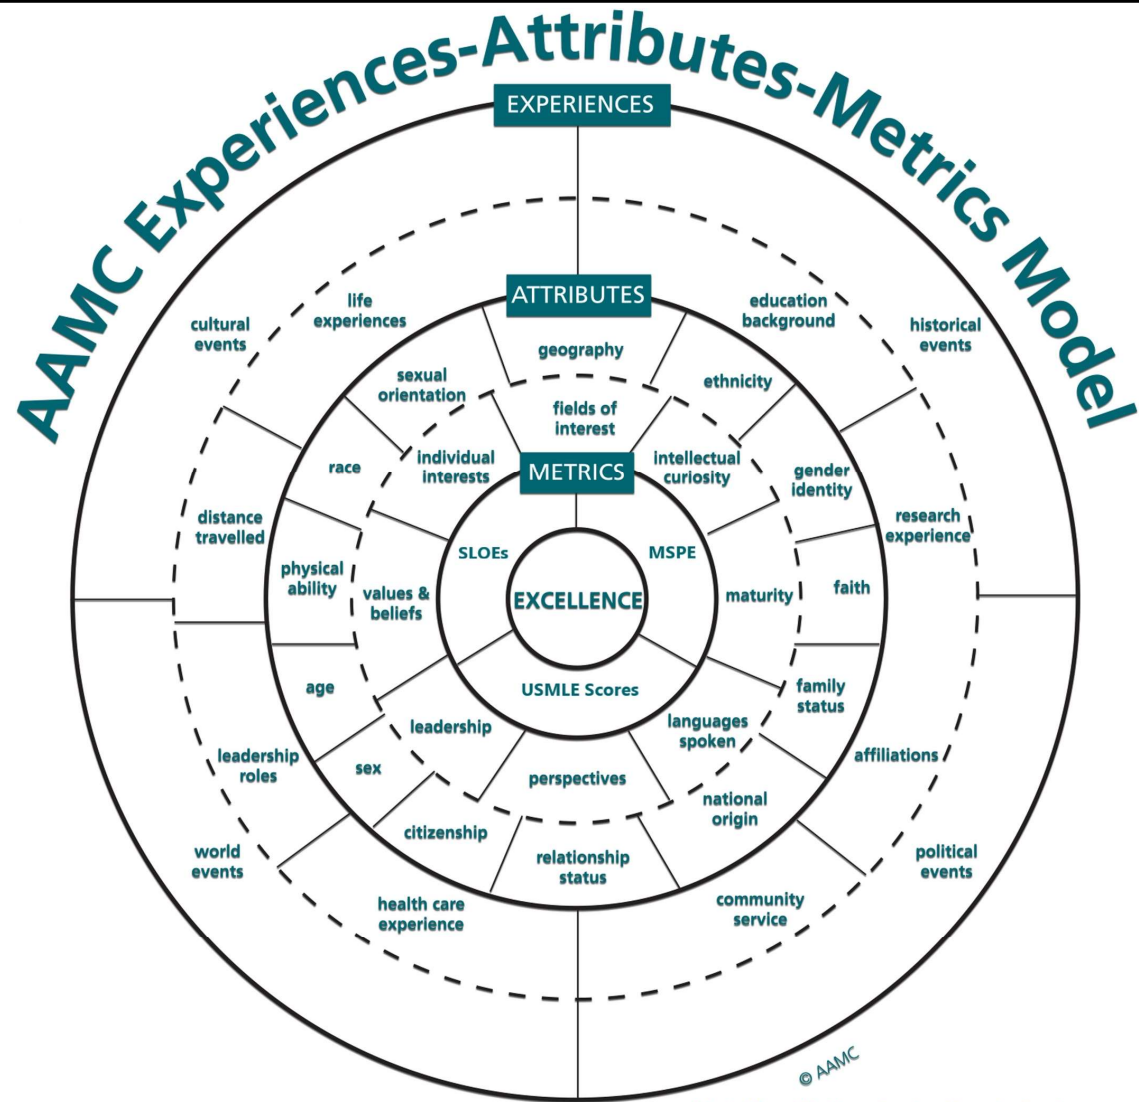 AAMC Experiences-Attributes-Metrics Model
EXPERIENCES
cultural
events
life
experiences
education
background
historical
events
distance
travelled
research
experience
leadership
roles
affiliations
world
events
health care
experience
community
service
political
events
ATTRIBUTES
geography
sexual
orientation
ethnicity
race
gender
identity
physical
ability
faith
age
family
status
sex
national
origin
citizenship
relationship
status
fields of
interest
individual
interests
intellectual
curiosity
values &
beliefs
maturity
leadership
languages
spoken
perspectives
METRICS
SLOEs
MSPE
USMLE Scores
EXCELLENCE
© AAMC